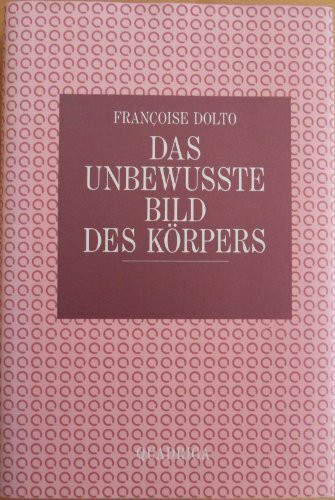 FRANÇOISE DOLTO
DAS
UNBEWUSSTE
BILD
DES KÖRPERS
QUADRIGA